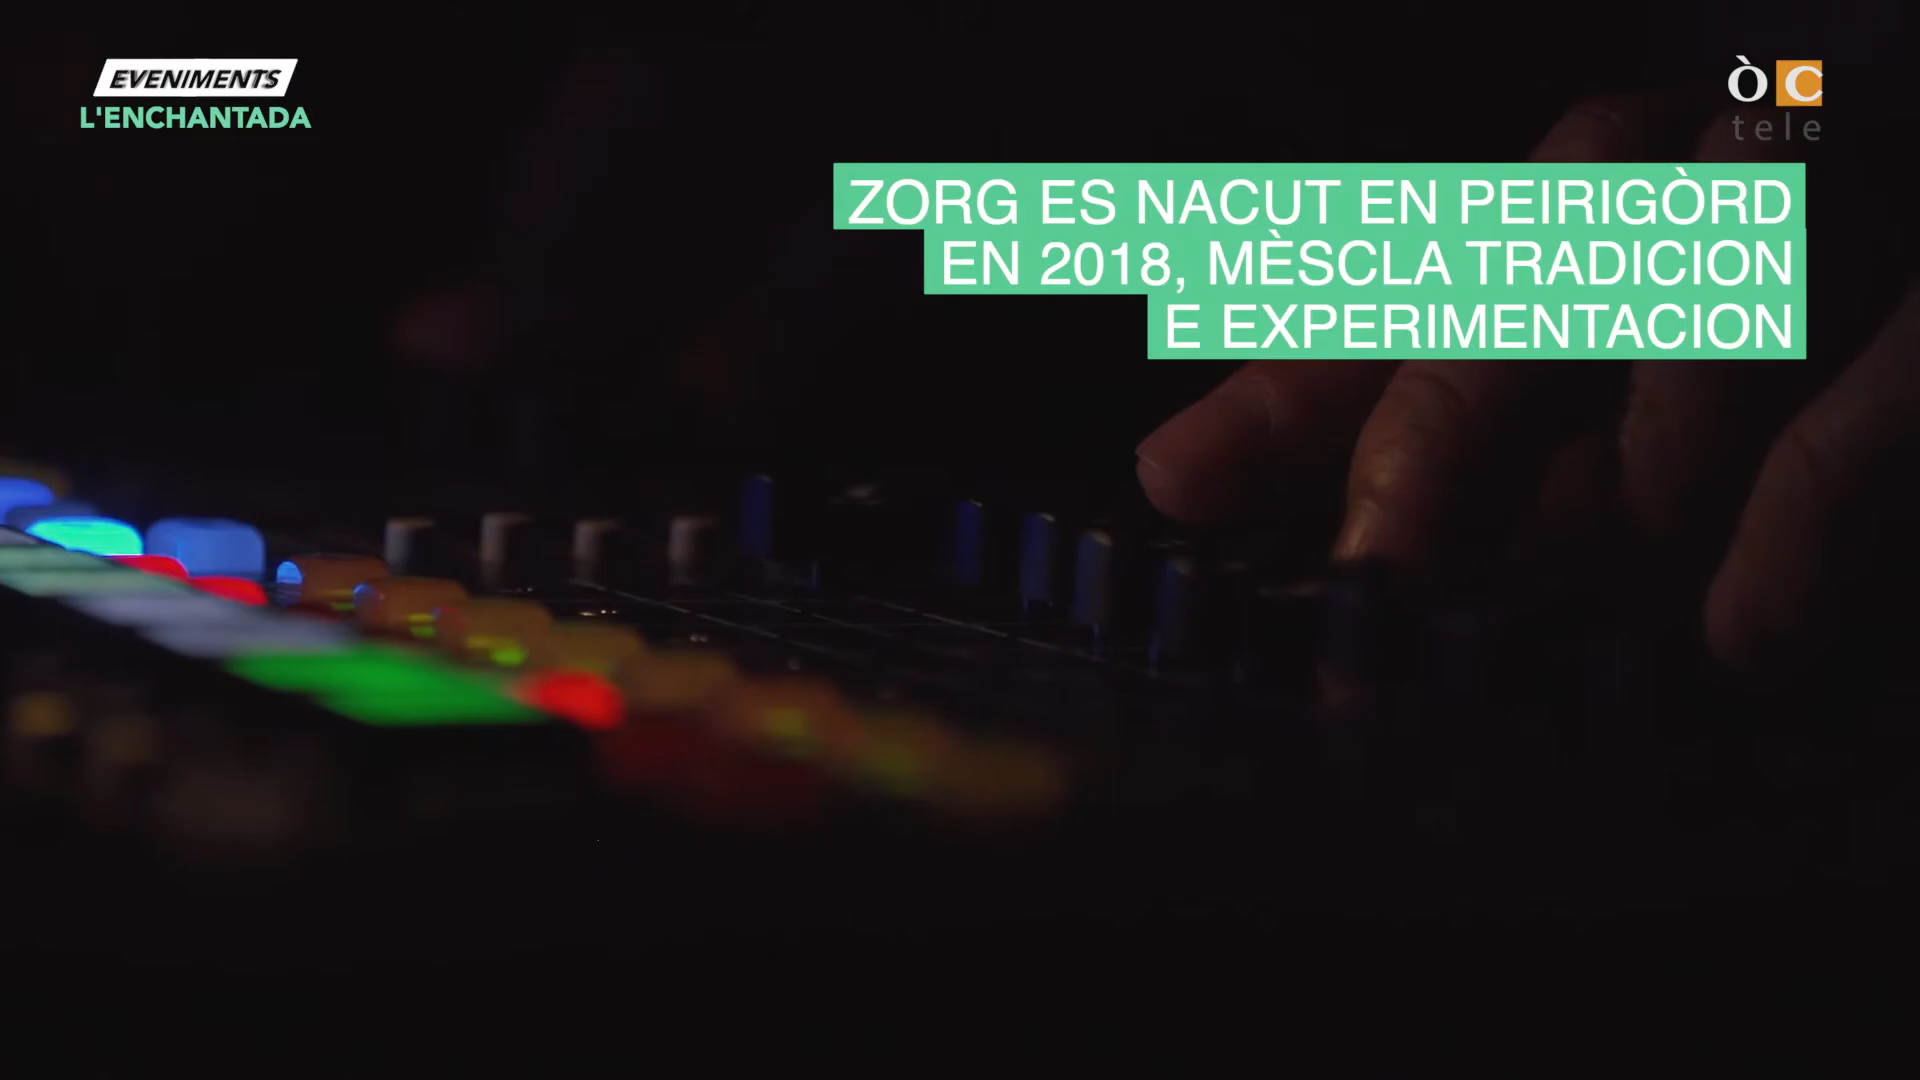 EVENIMENTS
L'ENCHANTADA
ÒC
tele
ZORG ES NACUT EN PEIRIGÒRD
EN 2018, MÈSCLA TRADICION
E EXPERIMENTACION